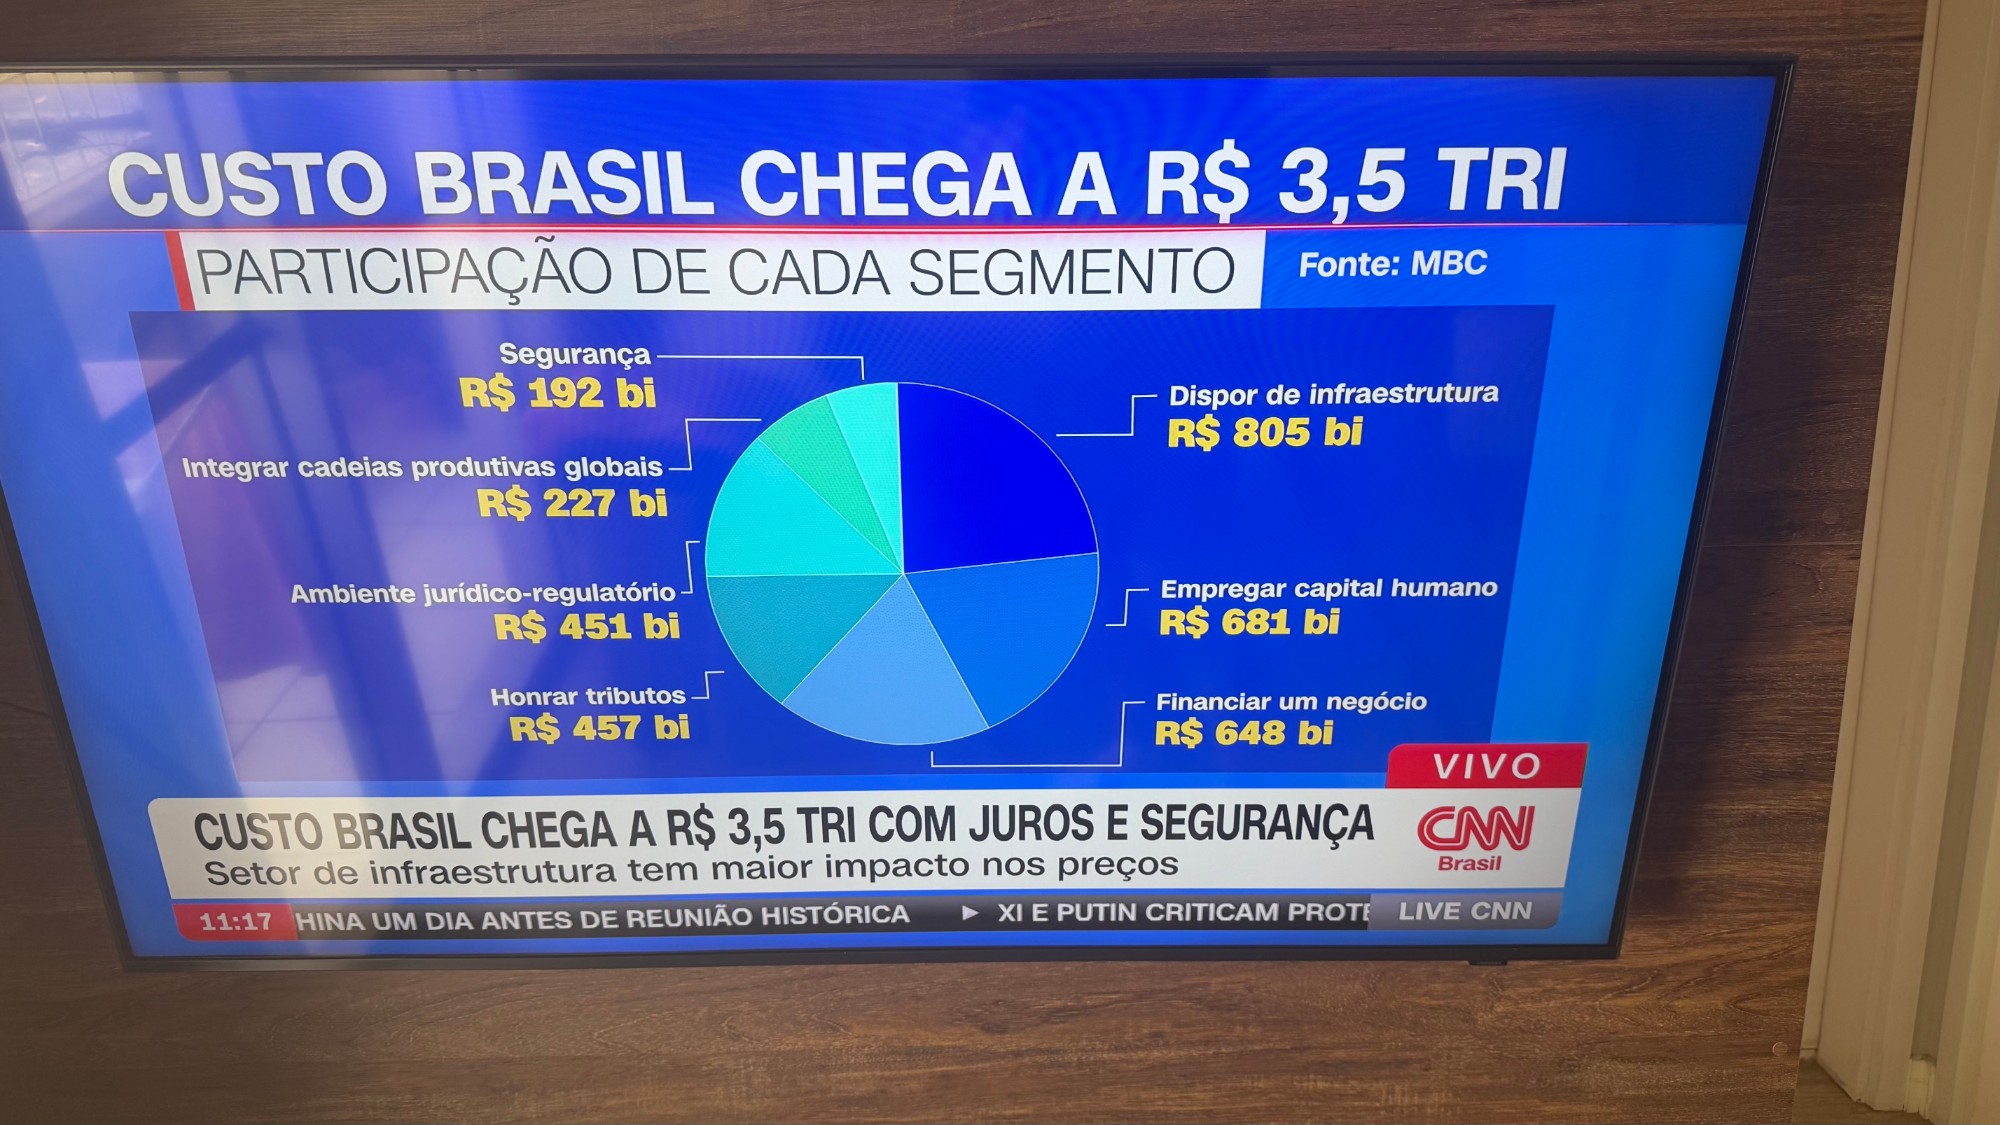 CUSTO BRASIL CHEGA A R$ 3,5 TRI
PARTICIPAÇÃO DE CADA SEGMENTO
Fonte: MBC
Segurança
R$ 192 bi
Integrar cadeias produtivas globais
R$ 227 bi
Ambiente jurídico-regulatório
R$ 451 bi
Honrar tributos
R$ 457 bi
Dispor de infraestrutura
R$ 805 bi
Empregar capital humano
R$ 681 bi
Financiar um negócio
R$ 648 bi
VIVO
CUSTO BRASIL CHEGA A R$ 3,5 TRI COM JUROS E SEGURANÇA
Setor de infraestrutura tem maior impacto nos preços
CNN
Brasil
11:17 HINA UM DIA ANTES DE REUNIÃO HISTÓRICA ▶ XI E PUTIN CRITICAM PROTE LIVE CNN